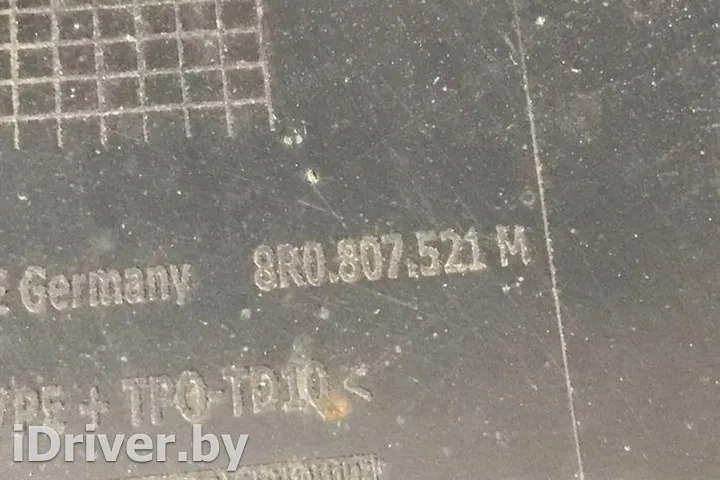 Germany 8R0.807.521 M
+ TPO-TD10<
iDriver.by